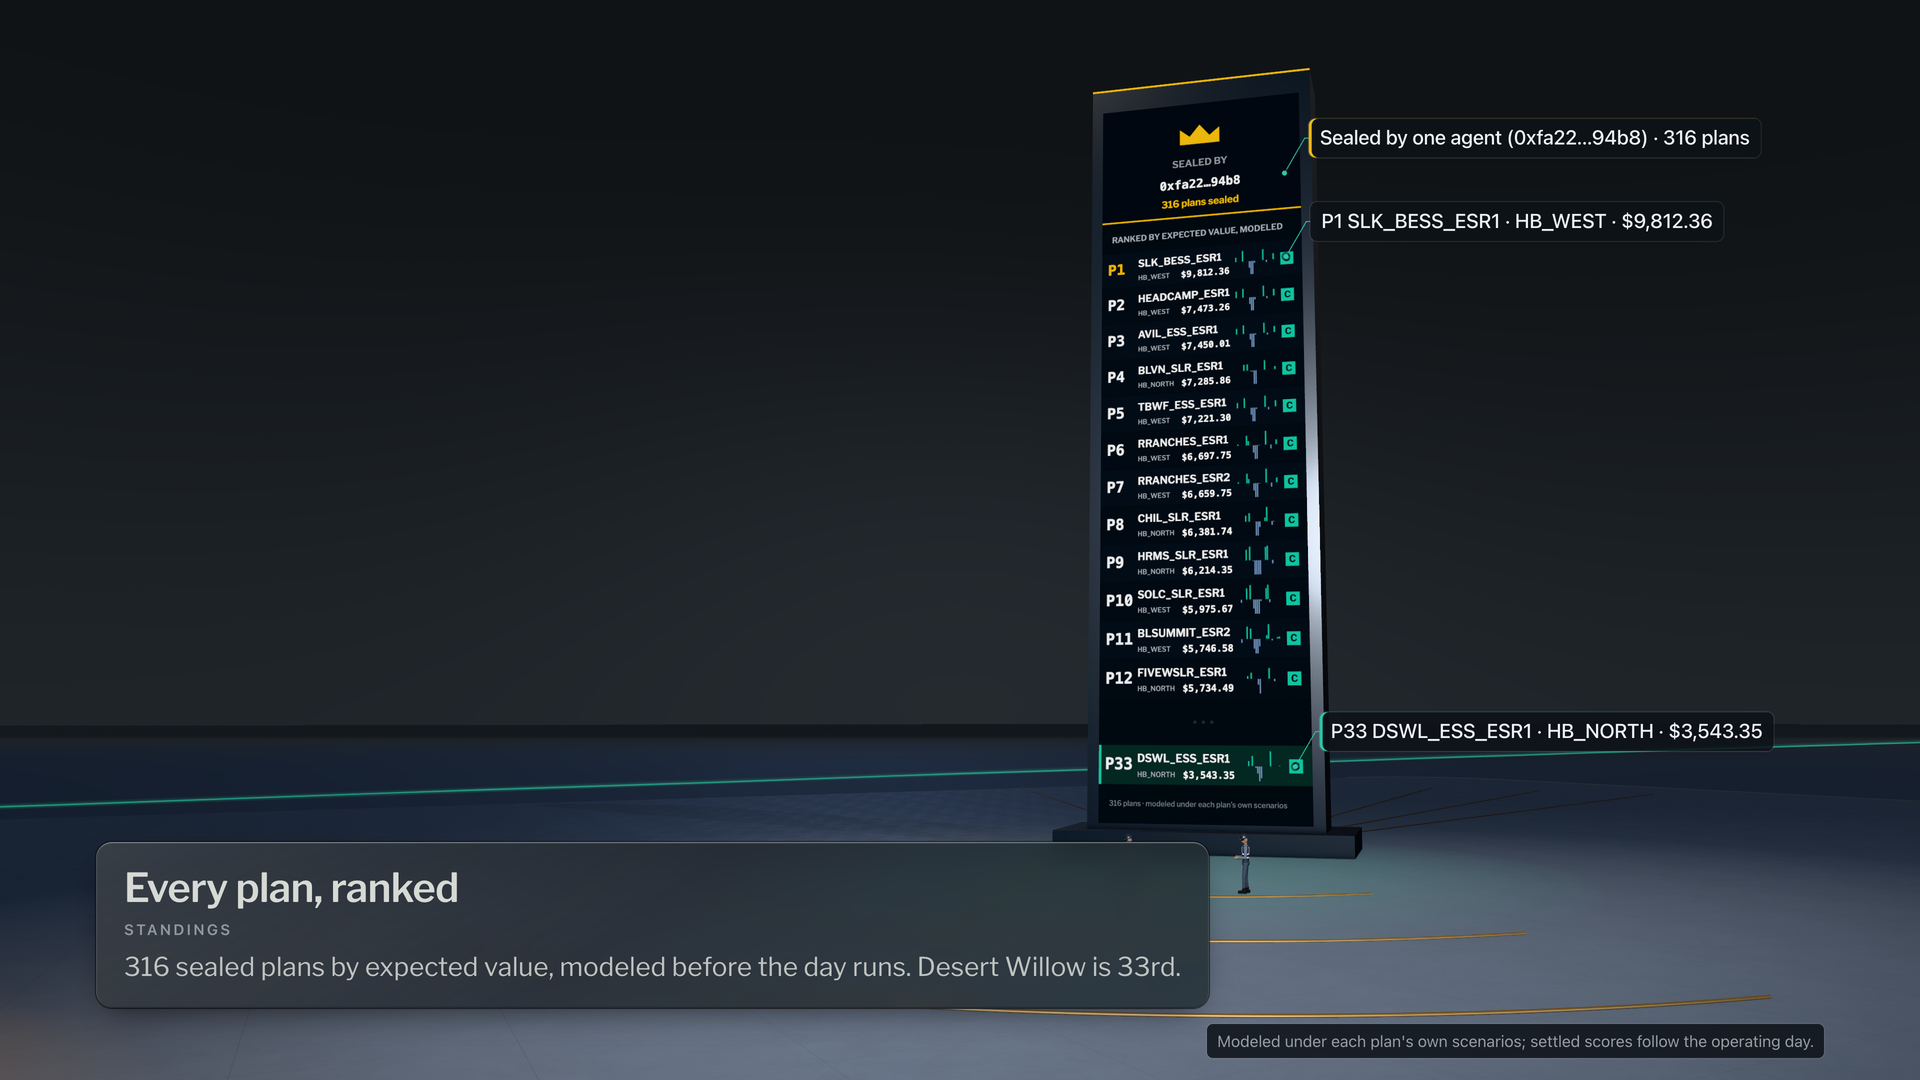 SEALED BY
0xfa22…94b8
316 plans sealed
RANKED BY EXPECTED VALUE, MODELED
P1 SLK_BESS_ESR1
HB_WEST $9,812.36
P2 HEADCAMP_ESR1 C
HB_WEST $7,473.26
P3 AVIL_ESS_ESR1 C
HB_WEST $7,450.01
P4 BLVN_SLR_ESR1 C
HB_NORTH $7,285.86
P5 TBWF_ESS_ESR1 C
HB_WEST $7,221.30
P6 RRANCHES_ESR1 C
HB_WEST $6,697.75
P7 RRANCHES_ESR2 C
HB_WEST $6,659.75
P8 CHIL_SLR_ESR1 C
HB_NORTH $6,381.74
P9 HRMS_SLR_ESR1 C
HB_NORTH $6,214.35
P10 SOLC_SLR_ESR1 C
HB_WEST $5,975.67
P11 BLSUMMIT_ESR2 C
HB_WEST $5,746.58
P12 FIVEWSLR_ESR1 C
HB_NORTH $5,734.49
...
P33 DSWL_ESS_ESR1
HB_NORTH $3,543.35
316 plans · modeled under each plan's own scenarios
Sealed by one agent (0xfa22...94b8) · 316 plans
P1 SLK_BESS_ESR1 · HB_WEST · $9,812.36
P33 DSWL_ESS_ESR1 · HB_NORTH · $3,543.35
Every plan, ranked
STANDINGS
316 sealed plans by expected value, modeled before the day runs. Desert Willow is 33rd.
Modeled under each plan's own scenarios; settled scores follow the operating day.